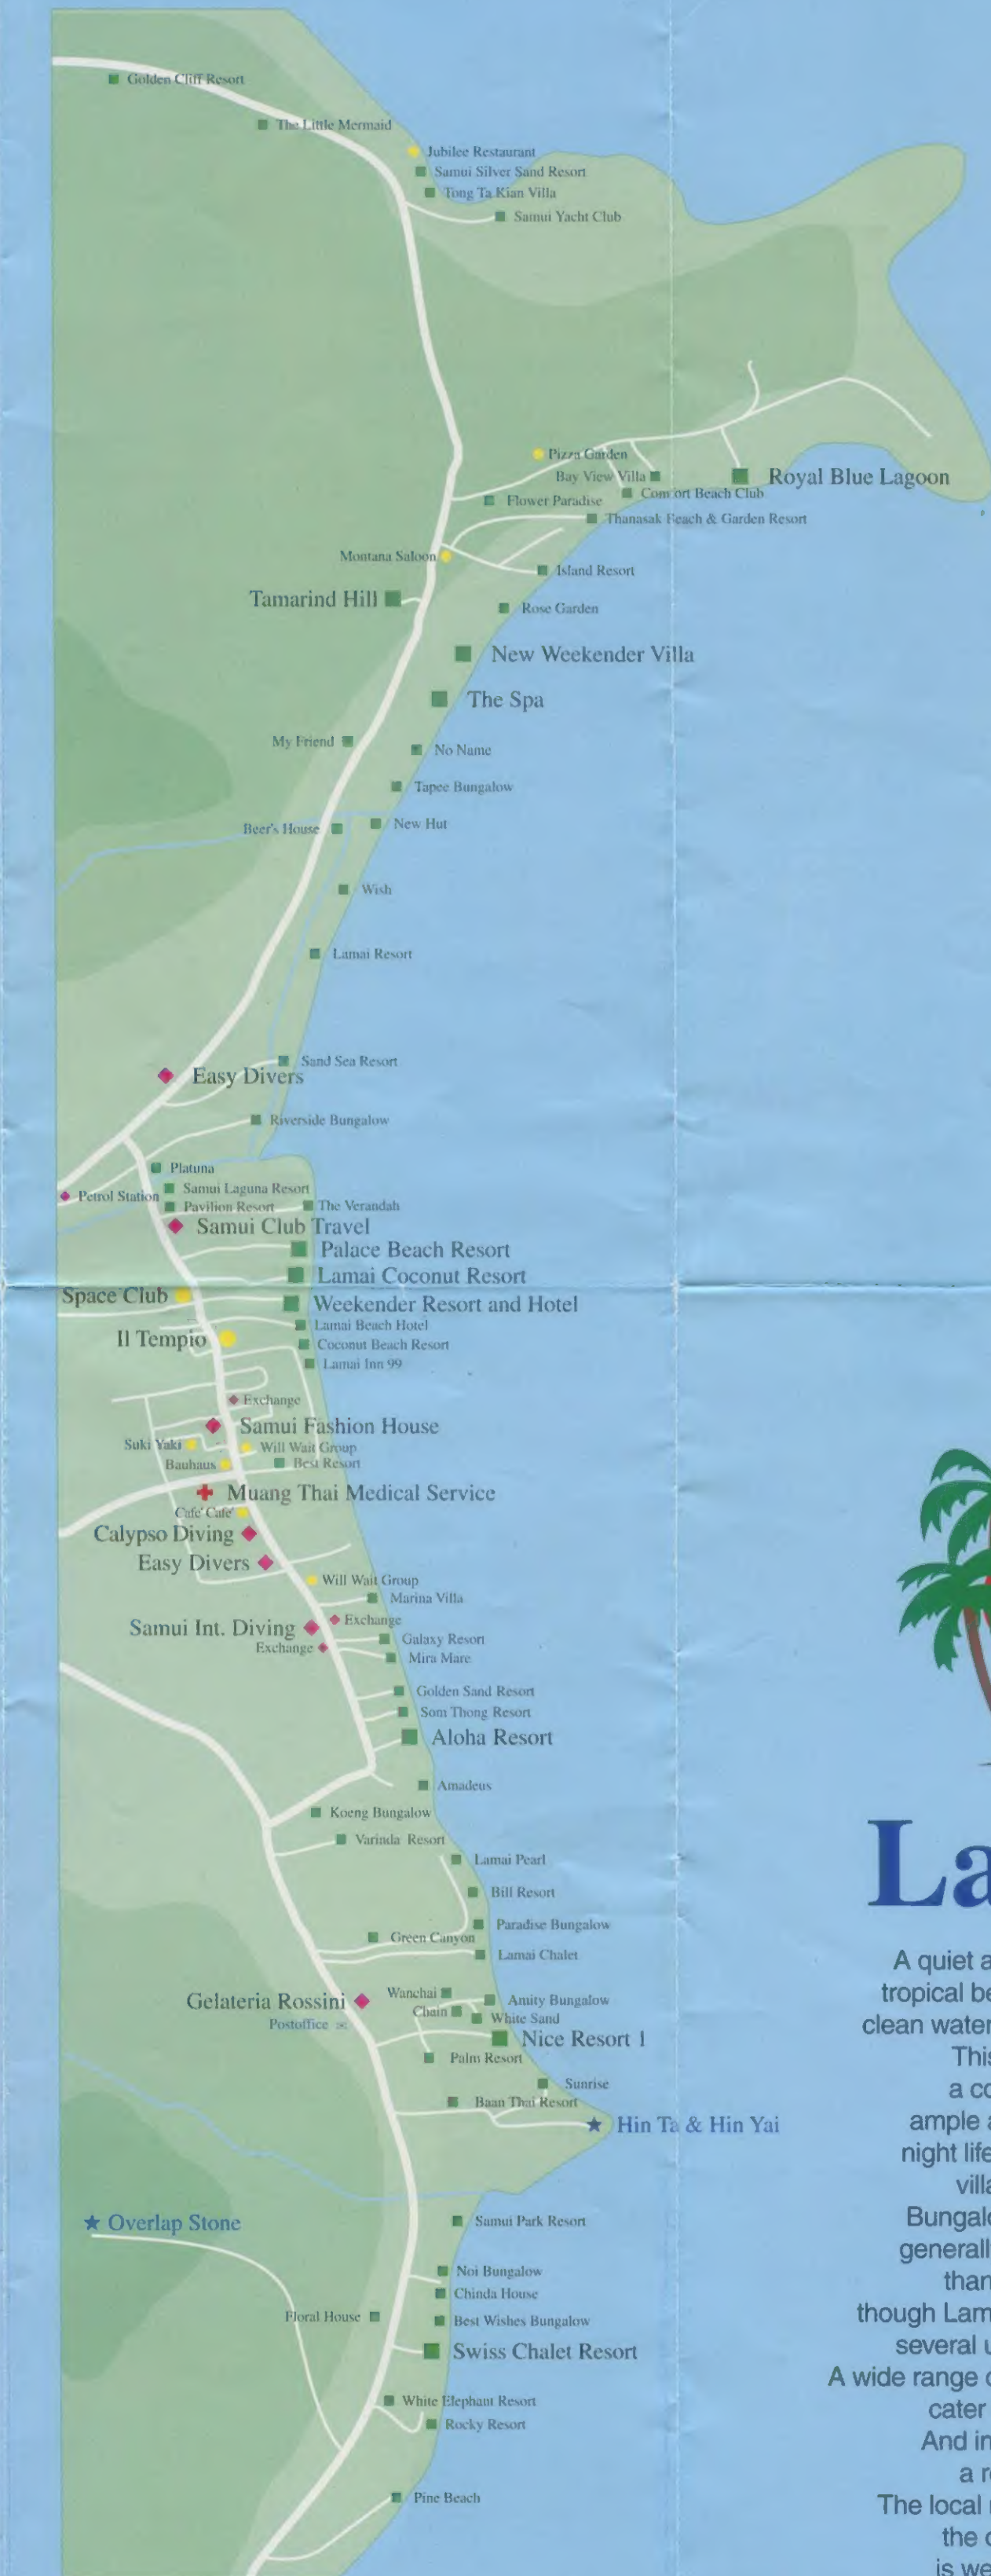 Golden Cliff Resort
The Little Mermaid
Jubilee Restaurant
Samui Silver Sand Resort
Tong Ta Kian Villa
Samui Yacht Club
Pizza Garden
Bay View Villa
Royal Blue Lagoon
Comfort Beach Club
Flower Paradise
Thanasak Beach & Garden Resort
Montana Saloon
Island Resort
Tamarind Hill
Rose Garden
New Weekender Villa
The Spa
My Friend
No Name
Tapee Bungalow
New Hut
Beer's House
Wish
Lamai Resort
Sand Sea Resort
Easy Divers
Riverside Bungalow
Platuna
Samui Laguna Resort
Petrol Station
Pavilion Resort
The Verandah
Samui Club Travel
Palace Beach Resort
Lamai Coconut Resort
Space Club
Weekender Resort and Hotel
Lamai Beach Hotel
Il Tempio
Coconut Beach Resort
Lamai Inn 99
Exchange
Samui Fashion House
Suki Yaki
Will Wait Group
Bauhaus
Best Resort
Muang Thai Medical Service
Cafe' Cafe'
Calypso Diving
Easy Divers
Will Wait Group
Marina Villa
Exchange
Samui Int. Diving
Galaxy Resort
Exchange
Mira Mare
Golden Sand Resort
Som Thong Resort
Aloha Resort
Amadeus
Koeng Bungalow
Varinda Resort
Lamai Pearl
Bill Resort
Paradise Bungalow
Green Canyon
Lamai Chalet
Wanchai
Gelateria Rossini
Amity Bungalow
Chain
White Sand
Postoffice
Nice Resort 1
Palm Resort
Sunrise
Baan Thai Resort
Hin Ta & Hin Yai
Samui Park Resort
Overlap Stone
Noi Bungalow
Chinda House
Floral House
Best Wishes Bungalow
Swiss Chalet Resort
White Elephant Resort
Rocky Resort
Pine Beach
La
A quiet a
tropical be
clean water
This
a co
ample a
night life
villa
Bungalo
generall
than
though Lam
several u
A wide range o
cater
And in
a r
The local
the c
is we